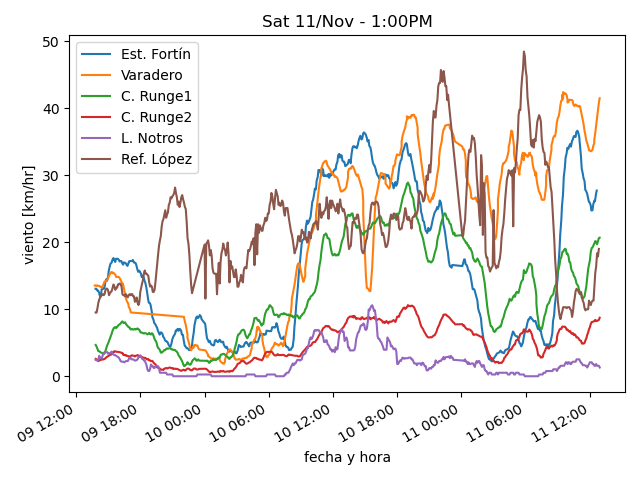 Sat 11/Nov - 1:00PM
50
40
30
20
10
0
viento [km/hr]
Est. Fortín
Varadero
C. Runge1
C. Runge2
L. Notros
Ref. López
09 12:00
09 18:00
10 00:00
10 06:00
10 12:00
10 18:00
11 00:00
11 06:00
11 12:00
fecha y hora